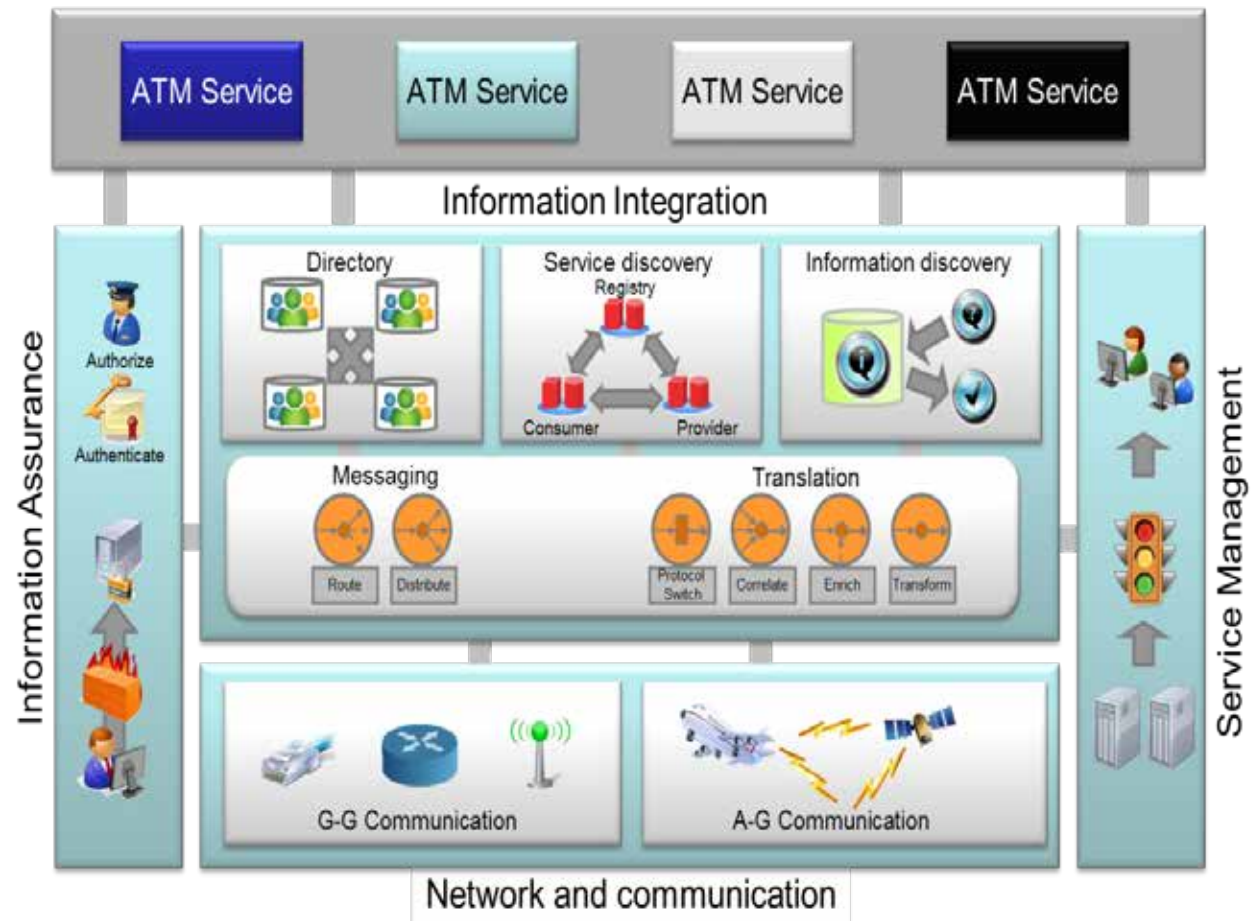 ATM Service
ATM Service
ATM Service
ATM Service
Information Integration
Information Assurance
Authorize
Authenticate
Directory
Service discovery
Registry
Consumer
Provider
Information discovery
Messaging
Route
Distribute
Translation
Protocol
Switch
Correlate
Enrich
Transform
Service Management
G-G Communication
A-G Communication
Network and communication